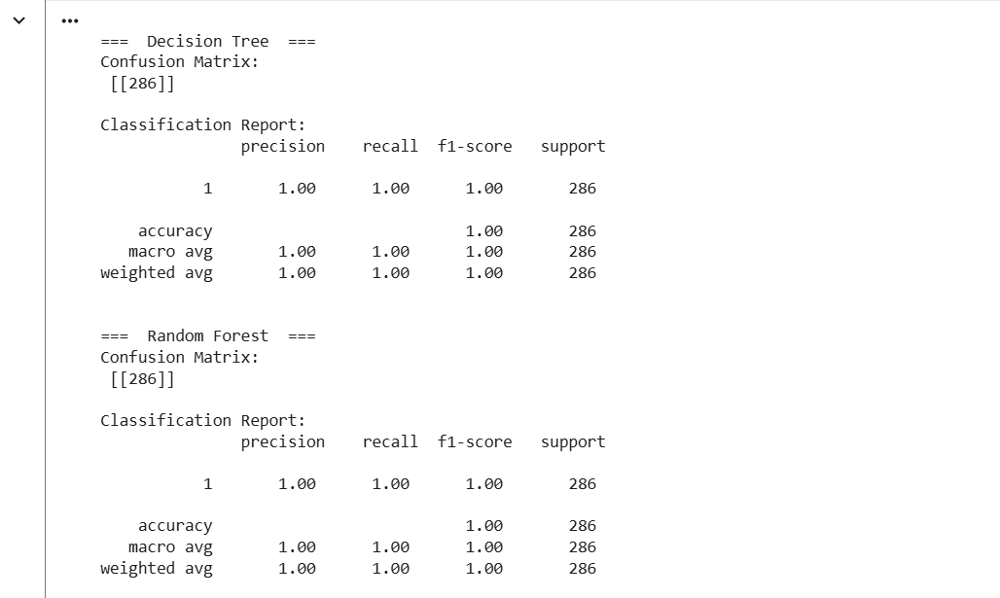 •••
===  Decision Tree  ===
Confusion Matrix:
 [[286]]
Classification Report:
               precision    recall  f1-score   support
           1       1.00      1.00      1.00       286
    accuracy                           1.00       286
   macro avg       1.00      1.00      1.00       286
weighted avg       1.00      1.00      1.00       286
===  Random Forest  ===
Confusion Matrix:
 [[286]]
Classification Report:
               precision    recall  f1-score   support
           1       1.00      1.00      1.00       286
    accuracy                           1.00       286
   macro avg       1.00      1.00      1.00       286
weighted avg       1.00      1.00      1.00       286